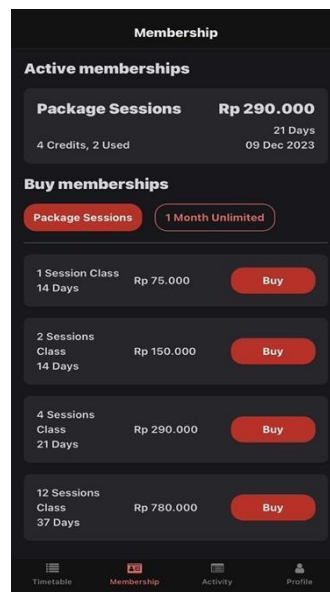 Membership
Active memberships
Package Sessions Rp 290.000
21 Days
4 Credits, 2 Used 09 Dec 2023
Buy memberships
Package Sessions 1 Month Unlimited
1 Session Class
14 Days
Rp 75.000
Buy
2 Sessions
Class
14 Days
Rp 150.000
Buy
4 Sessions
Class
21 Days
Rp 290.000
Buy
12 Sessions
Class
37 Days
Rp 780.000
Buy
Timetable Membership Activity Profile